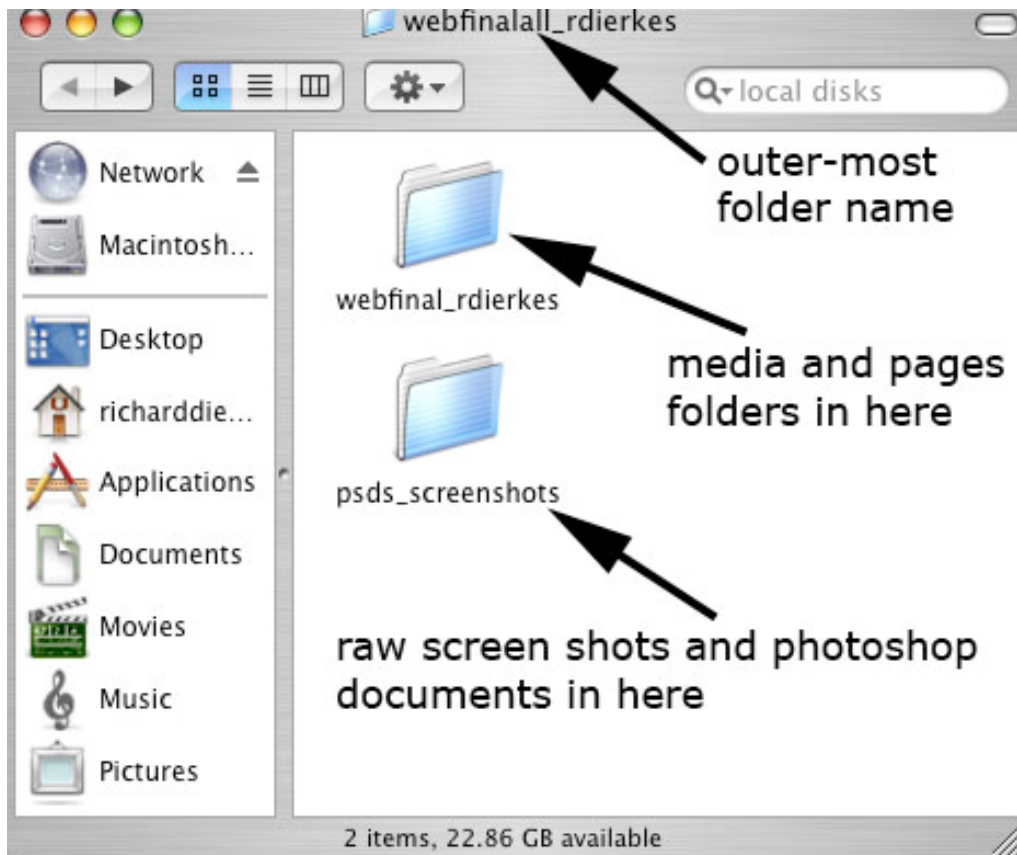 webfinalall_rdierkes
local disks
outer-most
folder name
Network
Macintosh...
Desktop
richarddie...
Applications
Documents
Movies
Music
Pictures
webfinal_rdierkes
media and pages
folders in here
psds_screenshots
raw screen shots and photoshop
documents in here
2 items, 22.86 GB available